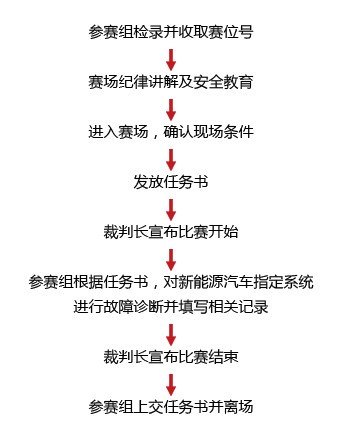 参赛组检录并收取赛位号
赛场纪律讲解及安全教育
进入赛场，确认现场条件
发放任务书
裁判长宣布比赛开始
参赛组根据任务书，对新能源汽车指定系统
进行故障诊断并填写相关记录
裁判长宣布比赛结束
参赛组上交任务书并离场